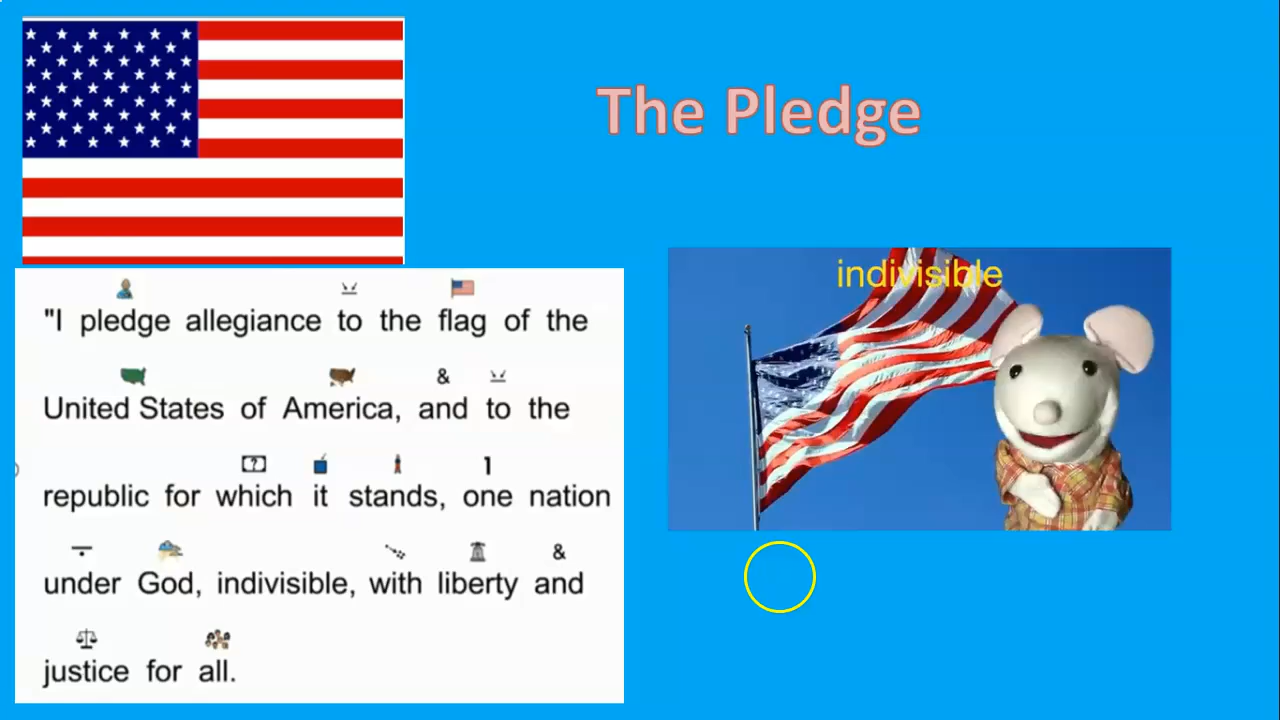 The Pledge
"I pledge allegiance to the flag of the
& 
United States of America, and to the
? 1
republic for which it stands, one nation
&
under God, indivisible, with liberty and
justice for all.
indivisible